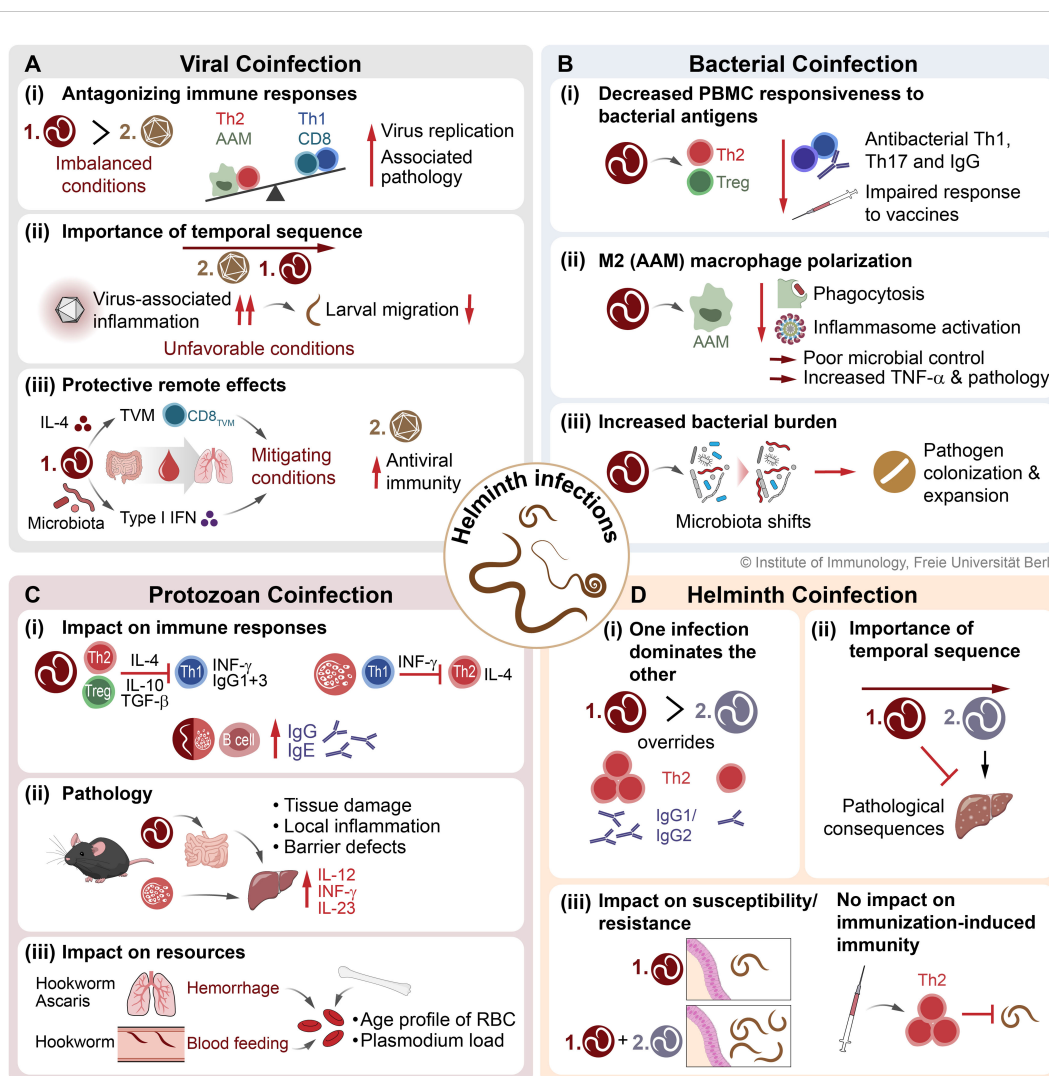 A Viral Coinfection
(i) Antagonizing immune responses
1. > 2.
Imbalanced
conditions
Th2
AAM
Th1
CD8
Virus replication
Associated
pathology
(ii) Importance of temporal sequence
2. 1.
Virus-associated
inflammation
Larval migration
Unfavorable conditions
(iii) Protective remote effects
IL-4
TVM
CD8TVM
1.
Microbiota
Type I IFN
Mitigating
conditions
2.
Antiviral
immunity
B Bacterial Coinfection
(i) Decreased PBMC responsiveness to
bacterial antigens
Th2
Treg
Antibacterial Th1,
Th17 and IgG
Impaired response
to vaccines
(ii) M2 (AAM) macrophage polarization
AAM
Phagocytosis
Inflammasome activation
Poor microbial control
Increased TNF-α & pathology
(iii) Increased bacterial burden
Microbiota shifts
Pathogen
colonization &
expansion
Helminth infections
© Institute of Immunology, Freie Universität Berl
C Protozoan Coinfection
(i) Impact on immune responses
Th2
Treg
IL-4
IL-10
TGF-β
Th1
INF-γ
IgG1+3
Th1
INF-γ
Th2
IL-4
B cell
IgG
IgE
(ii) Pathology
• Tissue damage
• Local inflammation
• Barrier defects
IL-12
INF-γ
IL-23
(iii) Impact on resources
Hookworm
Ascaris
Hemorrhage
Hookworm
Blood feeding
•Age profile of RBC
•Plasmodium load
D Helminth Coinfection
(i) One infection
dominates the
other
1. > 2.
overrides
Th2
IgG1/
IgG2
(ii) Importance of
temporal sequence
1. 2.
Pathological
consequences
(iii) Impact on susceptibility/
resistance
1.
1. + 2.
No impact on
immunization-induced
immunity
Th2